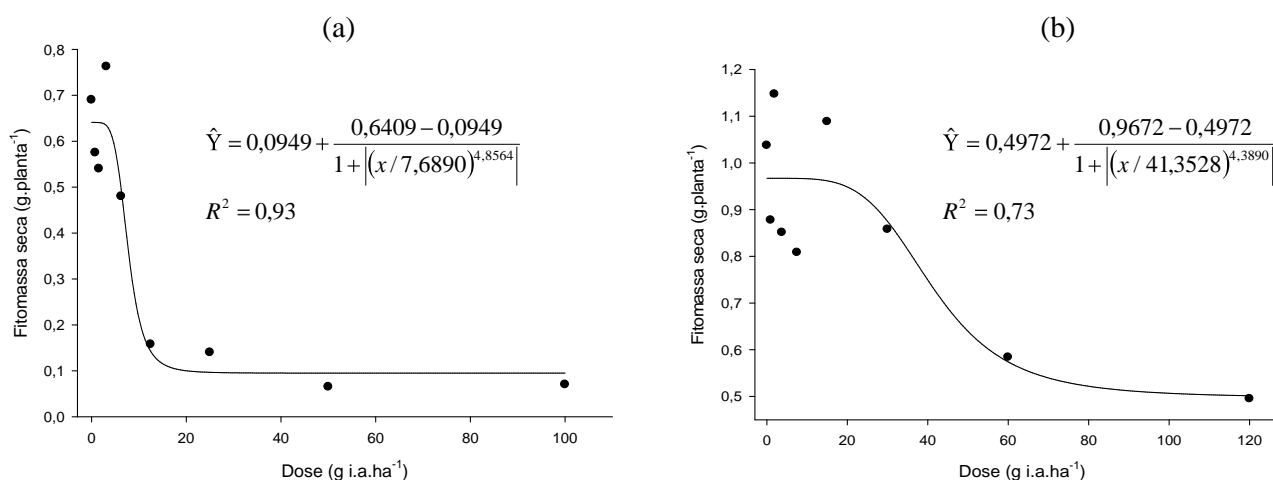 (a)
0,8
0,7
0,6
0,5
0,4
0,3
0,2
0,1
0,0
Fitomassa seca (g.planta⁻¹)
Ŷ = 0,0949 + (0,6409 − 0,0949) / (1 + |(x / 7,6890)^4,8564|)
R² = 0,93
0 20 40 60 80 100
Dose (g i.a.ha⁻¹)
(b)
1,2
1,1
1,0
0,9
0,8
0,7
0,6
0,5
Fitomassa seca (g.planta⁻¹)
Ŷ = 0,4972 + (0,9672 − 0,4972) / (1 + |(x / 41,3528)^4,3890|)
R² = 0,73
0 20 40 60 80 100 120
Dose (g i.a.ha⁻¹)